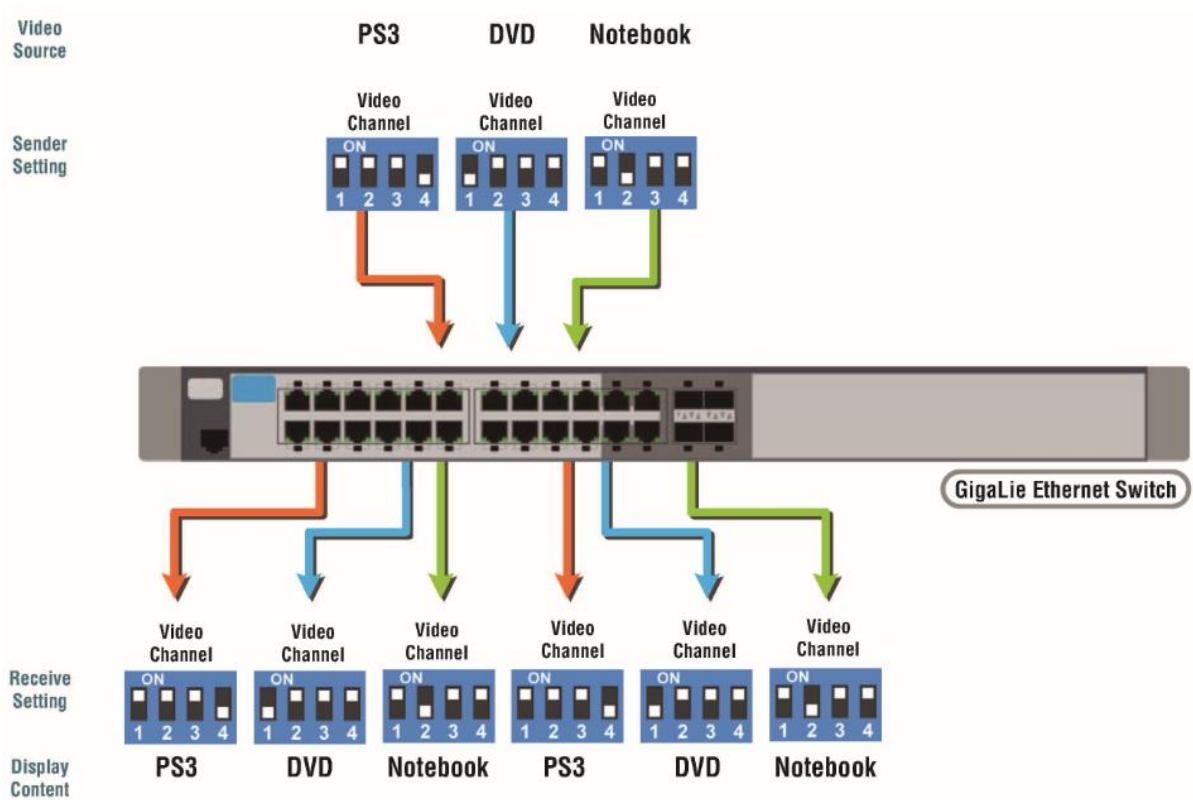 Video
Source
PS3 DVD Notebook
Sender
Setting
Video
Channel
ON
1 2 3 4
Video
Channel
ON
1 2 3 4
Video
Channel
ON
1 2 3 4
GigaLie Ethernet Switch
Receive
Setting
Video
Channel
ON
1 2 3 4
Video
Channel
ON
1 2 3 4
Video
Channel
ON
1 2 3 4
Video
Channel
ON
1 2 3 4
Video
Channel
ON
1 2 3 4
Video
Channel
ON
1 2 3 4
Display
Content
PS3 DVD Notebook PS3 DVD Notebook